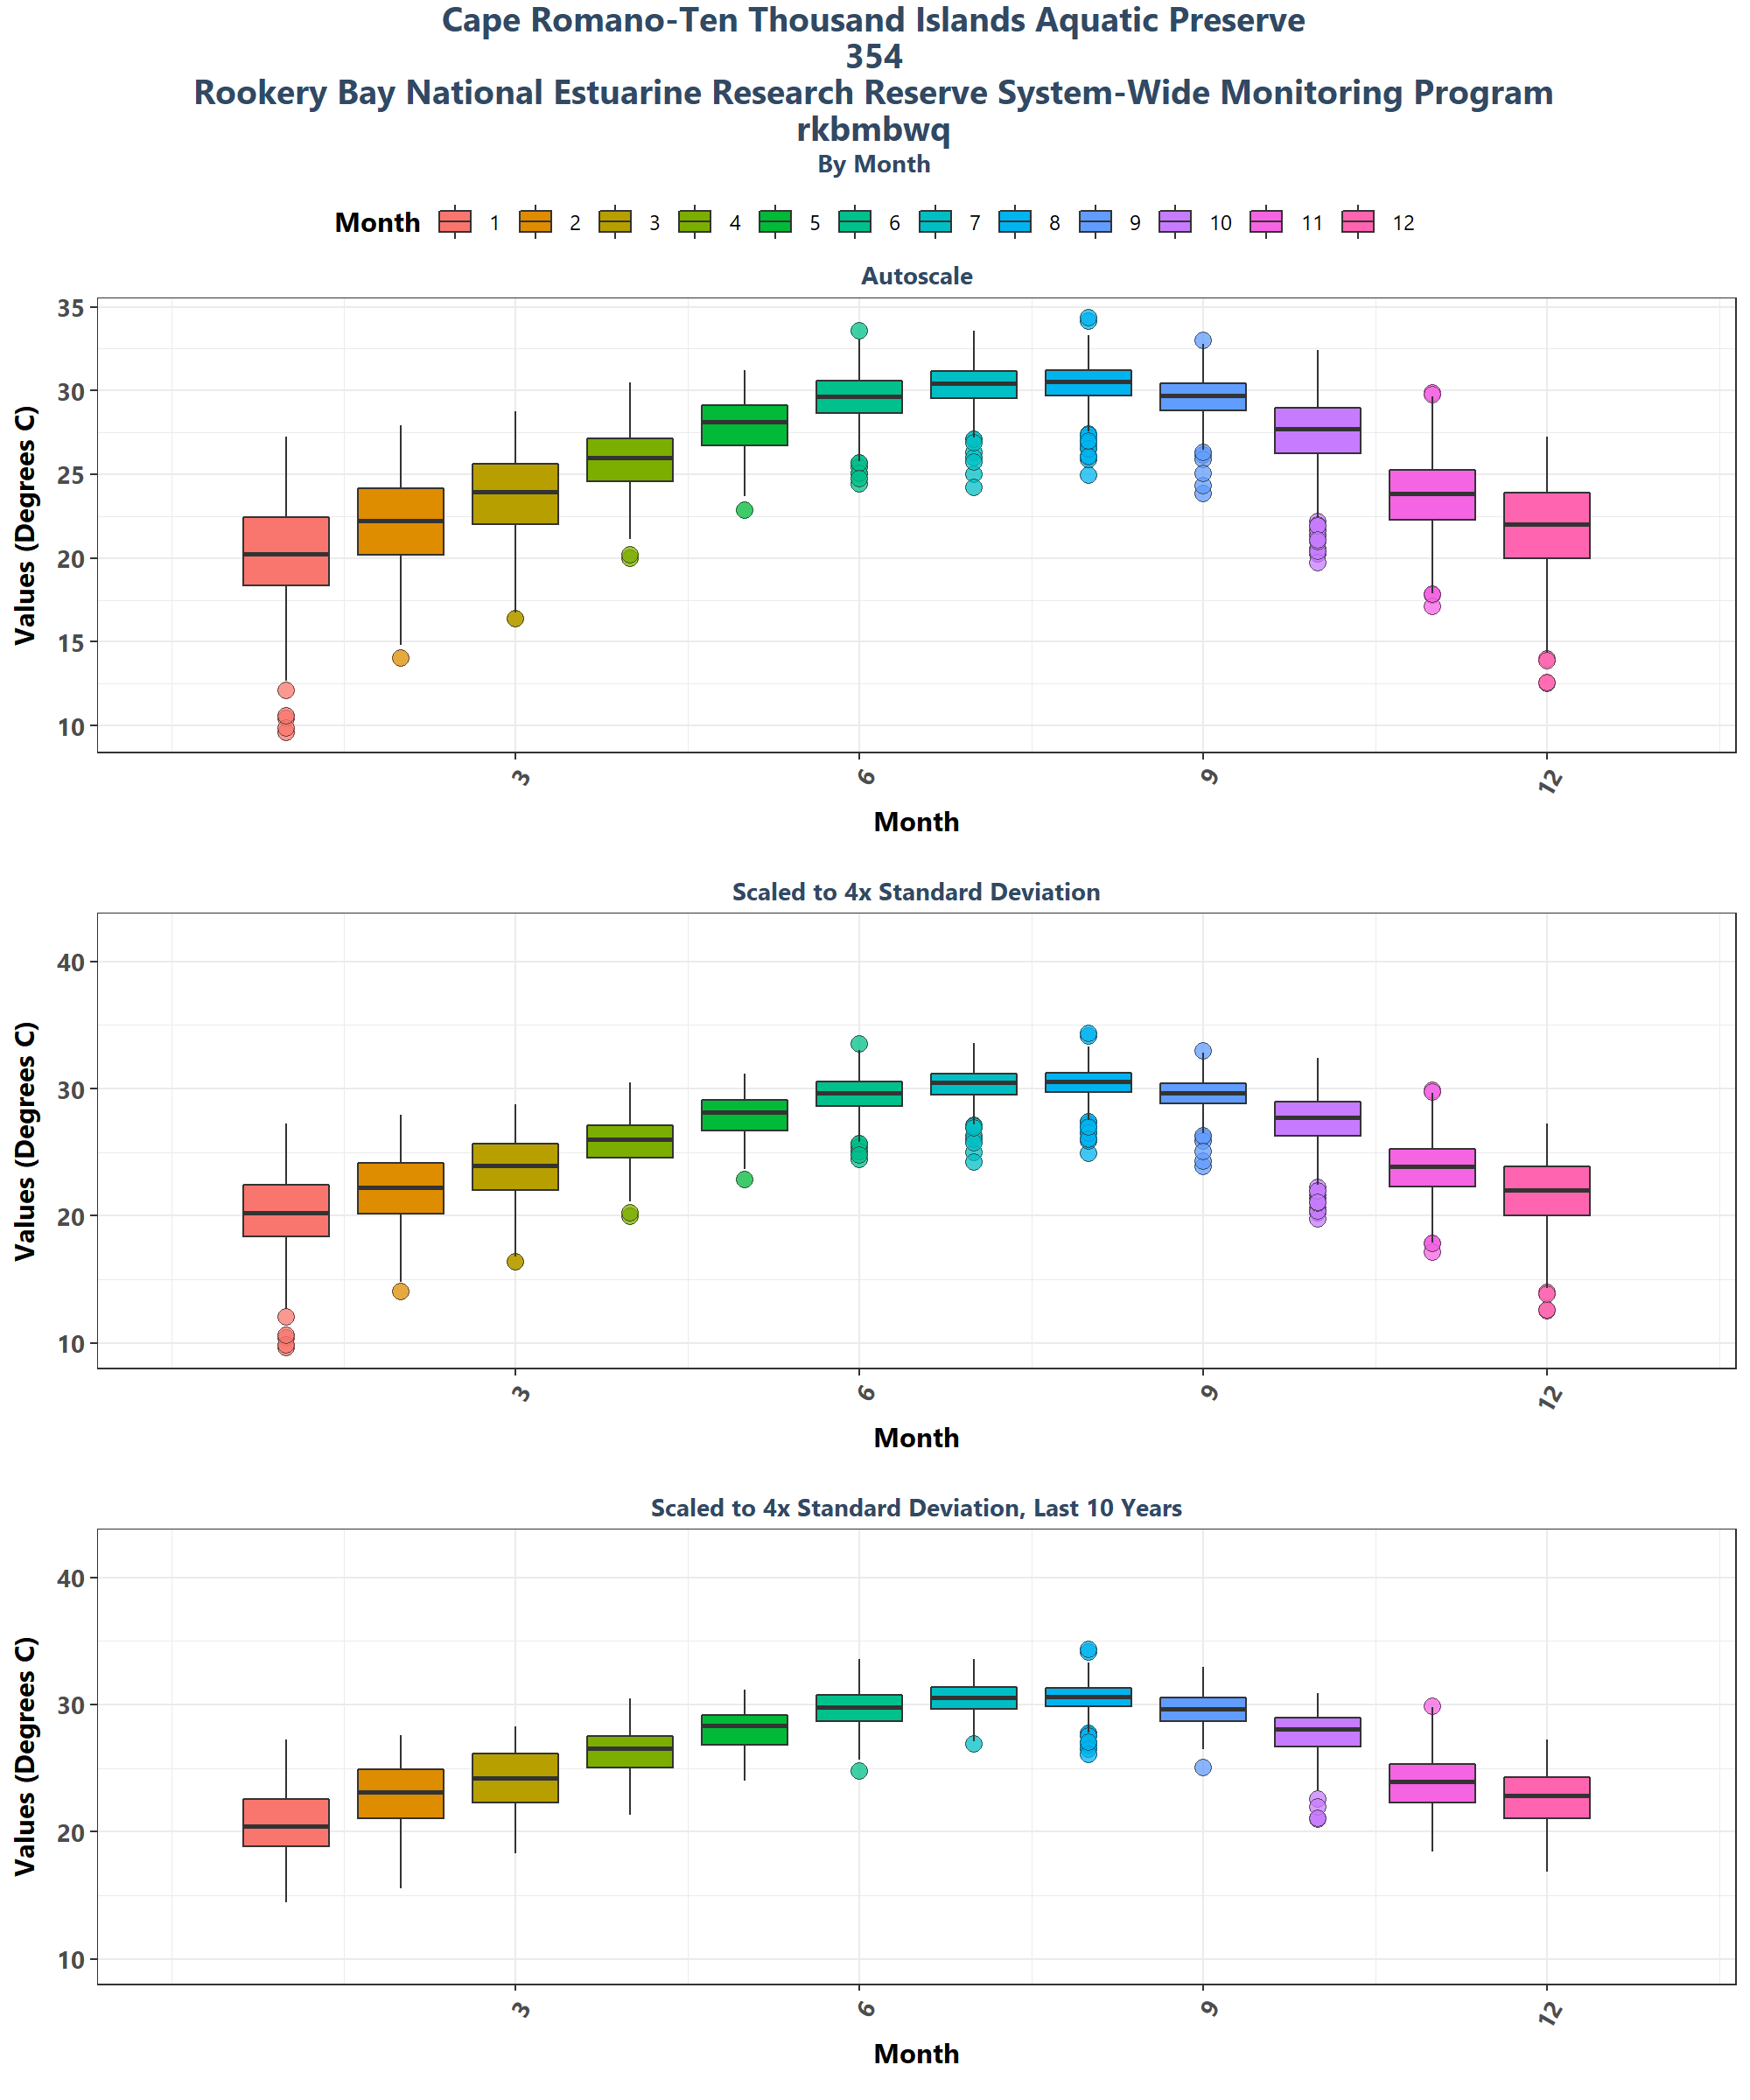 Cape Romano-Ten Thousand Islands Aquatic Preserve
354
Rookery Bay National Estuarine Research Reserve System-Wide Monitoring Program
rkbmbwq
By Month
Month 1 2 3 4 5 6 7 8 9 10 11 12
Autoscale
Values (Degrees C)
35
30
25
20
15
10
3 6 9 12
Month
Scaled to 4x Standard Deviation
Values (Degrees C)
40
30
20
10
3 6 9 12
Month
Scaled to 4x Standard Deviation, Last 10 Years
Values (Degrees C)
40
30
20
10
3 6 9 12
Month